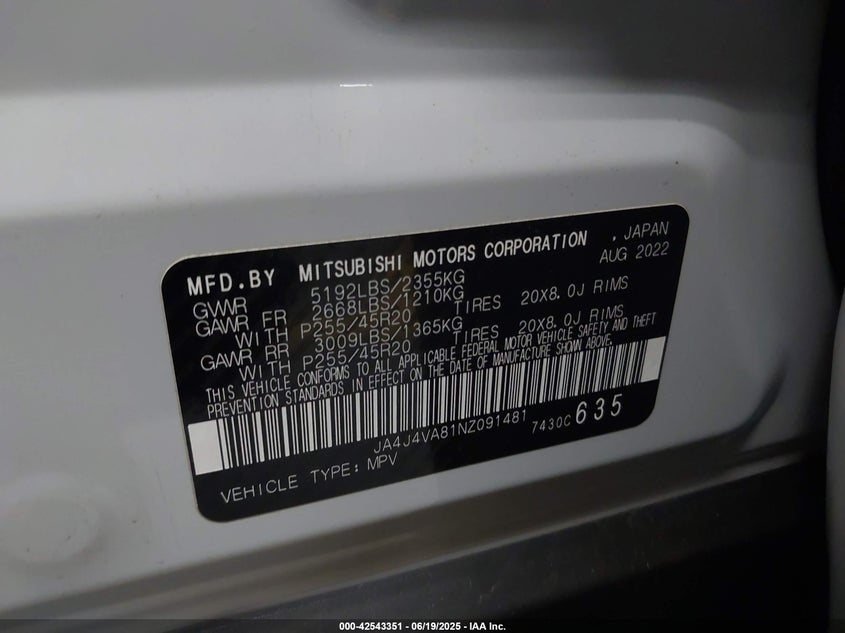 MFD.BY MITSUBISHI MOTORS CORPORATION , JAPAN
AUG 2022
GVWR 5192LBS/2355KG
GAWR FR 2668LBS/1210KG
WITH P255/45R20 TIRES 20X8.0J RIMS
GAWR RR 3009LBS/1365KG
WITH P255/45R20 TIRES 20X8.0J RIMS
THIS VEHICLE CONFORMS TO ALL APPLICABLE FEDERAL MOTOR VEHICLE SAFETY AND THEFT
PREVENTION STANDARDS IN EFFECT ON THE DATE OF MANUFACTURE SHOWN ABOVE.
JA4J4VA81NZ091481 7430C 635
VEHICLE TYPE: MPV
000-42543351 - 06/19/2025 - IAA Inc.